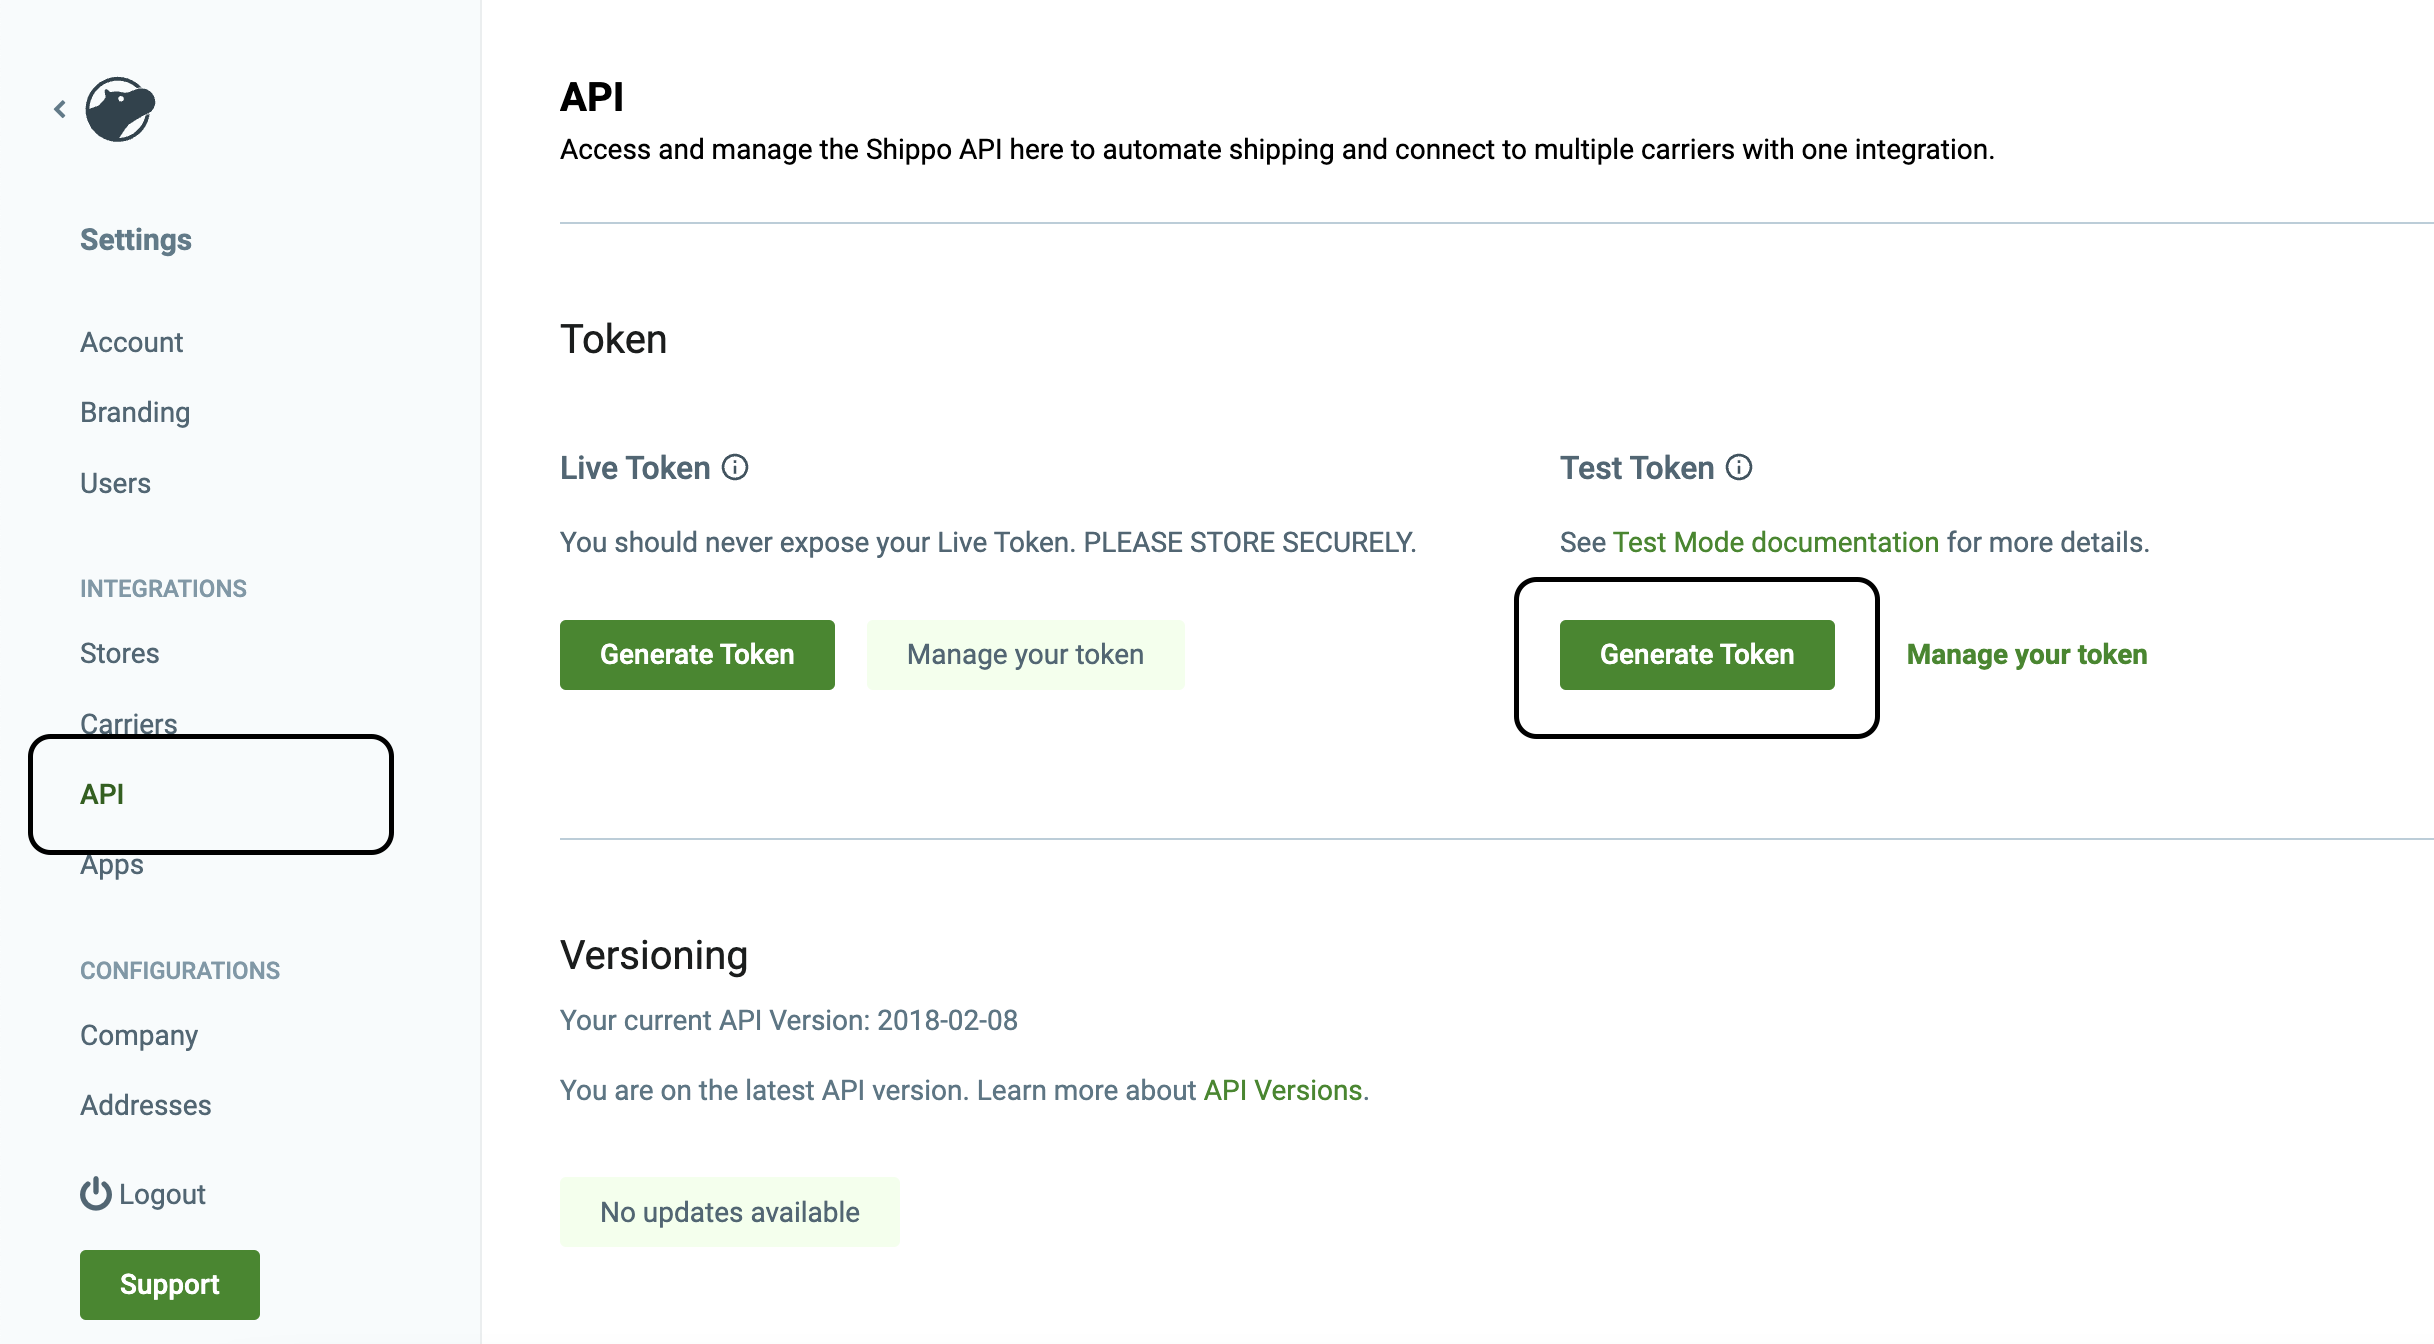 Settings
Account
Branding
Users
INTEGRATIONS
Stores
Carriers
API
Apps
CONFIGURATIONS
Company
Addresses
Logout
Support
API
Access and manage the Shippo API here to automate shipping and connect to multiple carriers with one integration.
Token
Live Token
You should never expose your Live Token. PLEASE STORE SECURELY.
Generate Token
Manage your token
Test Token
See Test Mode documentation for more details.
Generate Token
Manage your token
Versioning
Your current API Version: 2018-02-08
You are on the latest API version. Learn more about API Versions.
No updates available